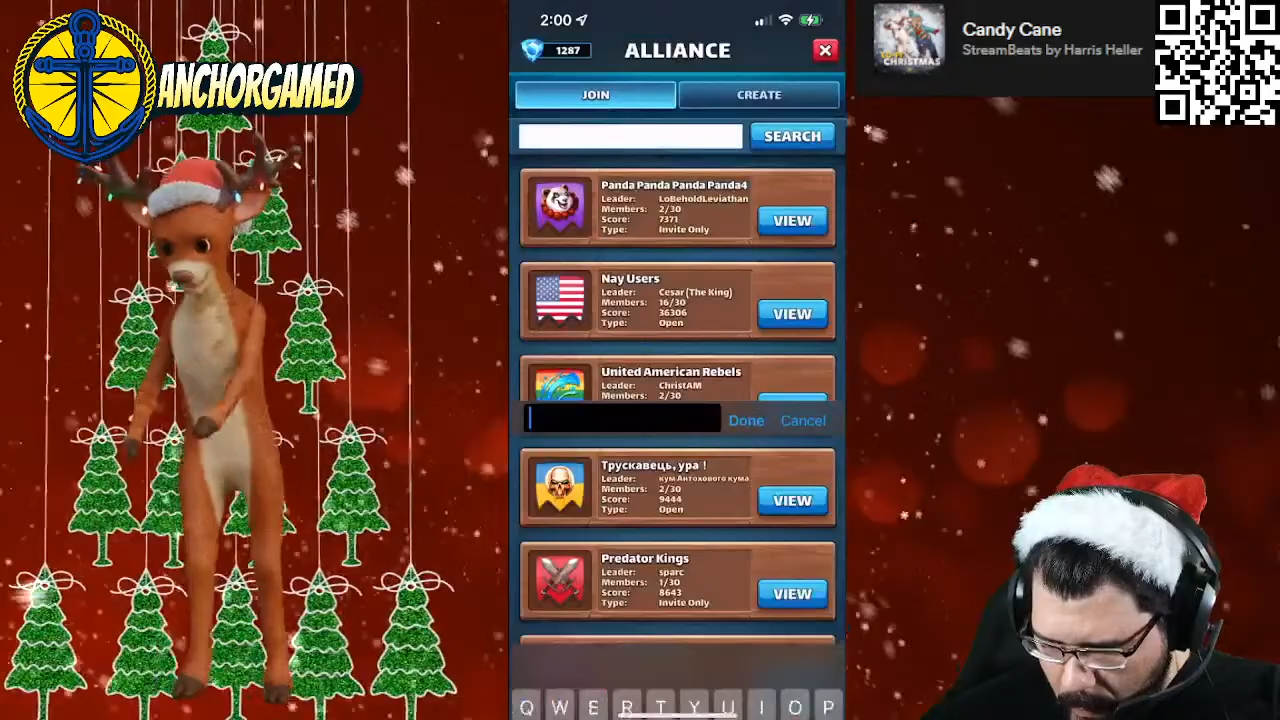 ANCHORGAMED
2:00
1287
ALLIANCE
JOIN
CREATE
SEARCH
Panda Panda Panda Panda4
Leader: LoBeholdLeviathan
Members: 2/30
Score: 7371
Type: Invite Only
VIEW
Nay Users
Leader: Cesar(The King)
Members: 16/30
Score: 36306
Type: Open
VIEW
United American Rebels
Leader: ChristAM
Members: 2/30
Done Cancel
Трускавець, ура !
Leader: кум Антохового кума
Members: 2/30
Score: 9444
Type: Open
VIEW
Predator Kings
Leader: sparc
Members: 1/30
Score: 8643
Type: Invite Only
VIEW
Q W E R T Y U I O P
Candy Cane
StreamBeats by Harris Heller
CHRISTMAS